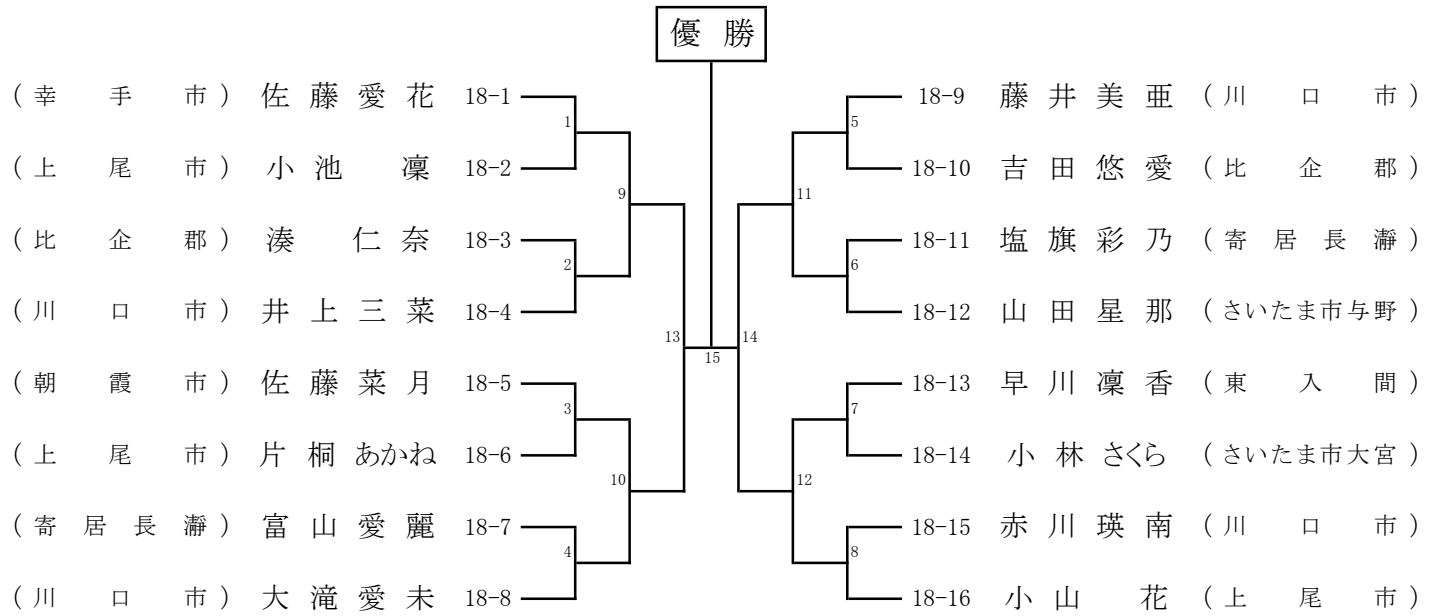 優勝
(幸手市) 佐藤愛花 18-1
1
(上尾市) 小池凜 18-2
9
(比企郡) 湊仁奈 18-3
2
(川口市) 井上三菜 18-4
13
(朝霞市) 佐藤菜月 18-5
3
(上尾市) 片桐あかね 18-6
10
(寄居長瀞) 富山愛麗 18-7
4
(川口市) 大滝愛未 18-8
15
18-9 藤井美亜 (川口市)
5
18-10 吉田悠愛 (比企郡)
11
18-11 塩旗彩乃 (寄居長瀞)
6
18-12 山田星那 (さいたま市与野)
14
18-13 早川凜香 (東入間)
7
18-14 小林さくら (さいたま市大宮)
12
18-15 赤川瑛南 (川口市)
8
18-16 小山花 (上尾市)